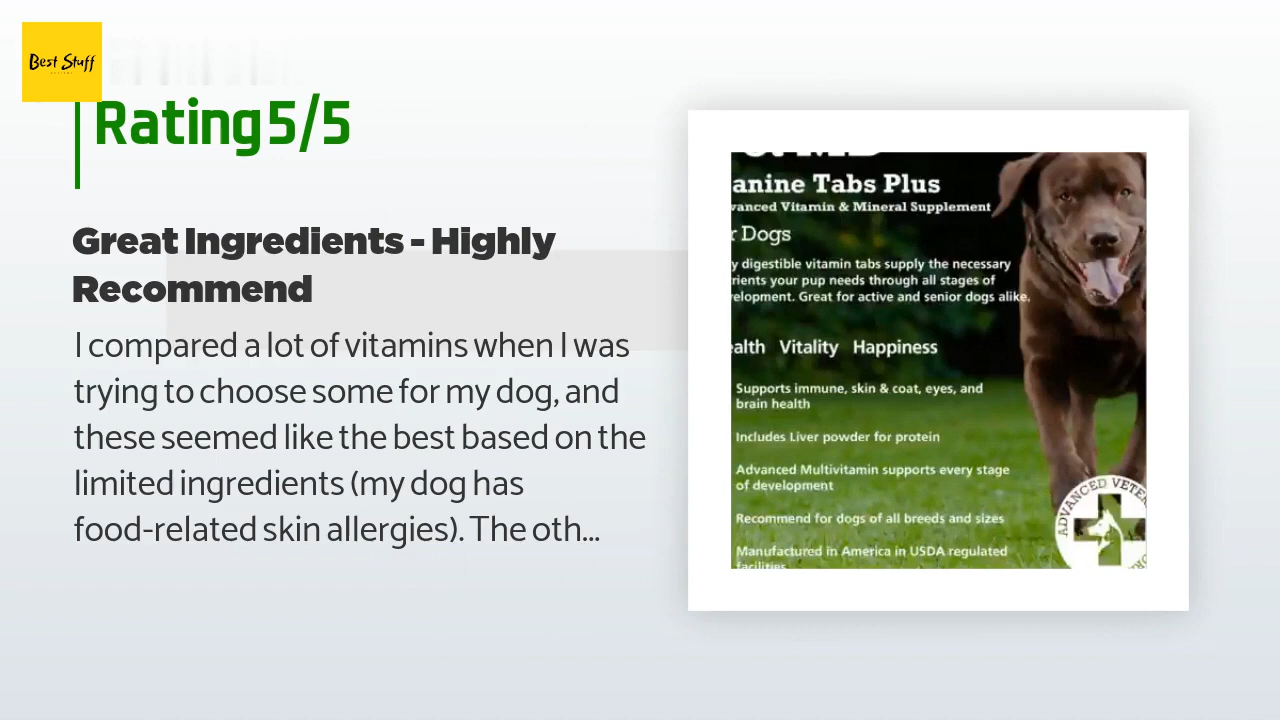 Best Stuff
Rating 5/5
Great Ingredients - Highly
Recommend
I compared a lot of vitamins when I was
trying to choose some for my dog, and
these seemed like the best based on the
limited ingredients (my dog has
food-related skin allergies). The oth...
anine Tabs Plus
vanced Vitamin & Mineral Supplement
r Dogs
y digestible vitamin tabs supply the necessary
rients your pup needs through all stages of
velopment. Great for active and senior dogs alike.
ealth Vitality Happiness
Supports immune, skin & coat, eyes, and
brain health
Includes Liver powder for protein
Advanced Multivitamin supports every stage
of development
Recommend for dogs of all breeds and sizes
Manufactured in America in USDA regulated
facilities
ADVANCED VETER